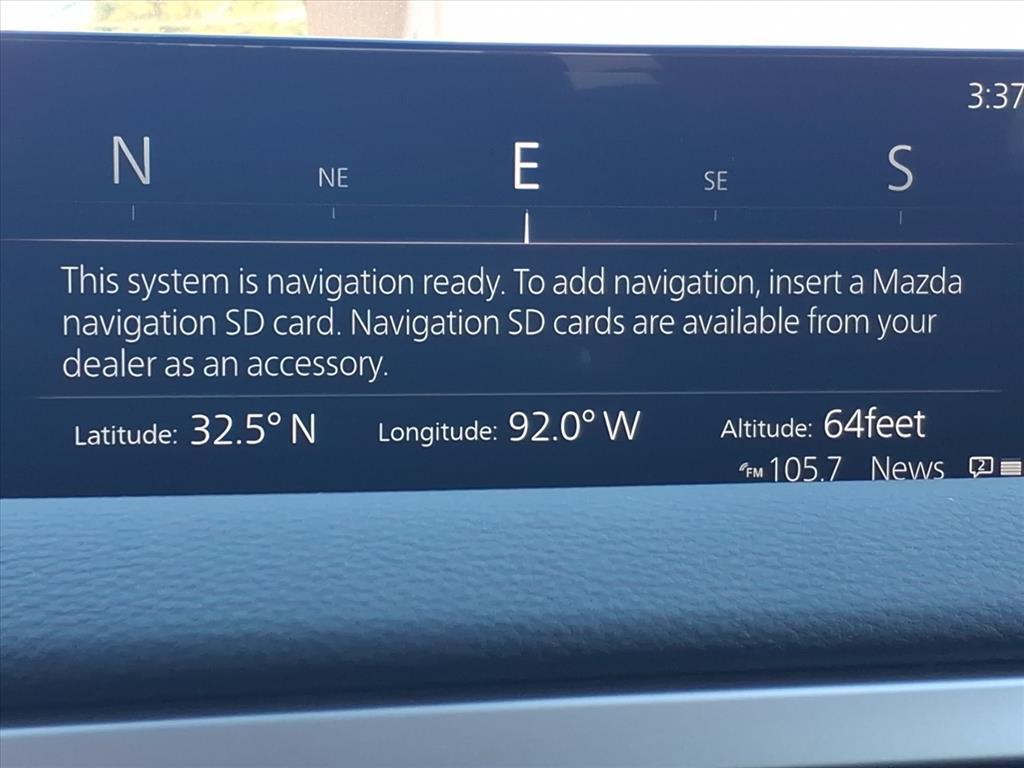 3:37
N NE E SE S
This system is navigation ready. To add navigation, insert a Mazda
navigation SD card. Navigation SD cards are available from your
dealer as an accessory.
Latitude: 32.5° N Longitude: 92.0° W Altitude: 64feet
FM 105.7 News 2